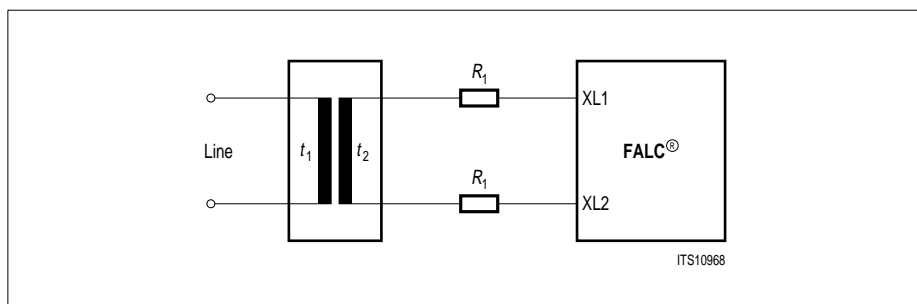 R1
XL1
Line
t1
t2
FALC®
R1
XL2
ITS10968